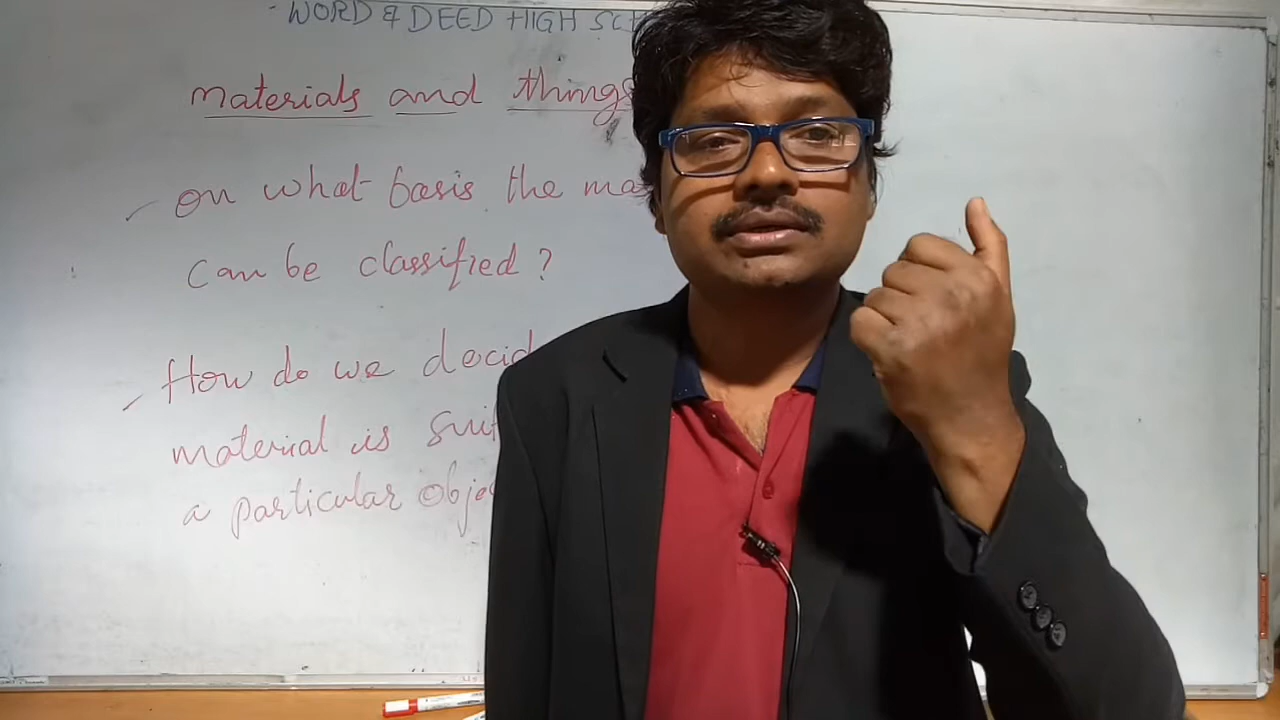 WORD & DEED HIGH SC
materials and things
on what basis the ma
can be classified?
How do we decid
material is sui
a particular obje